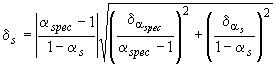 δ_s = |(α_spec − 1)/(1 − α_s)| √((δ_α_spec/(α_spec − 1))² + (δ_α_s/(1 − α_s))²)